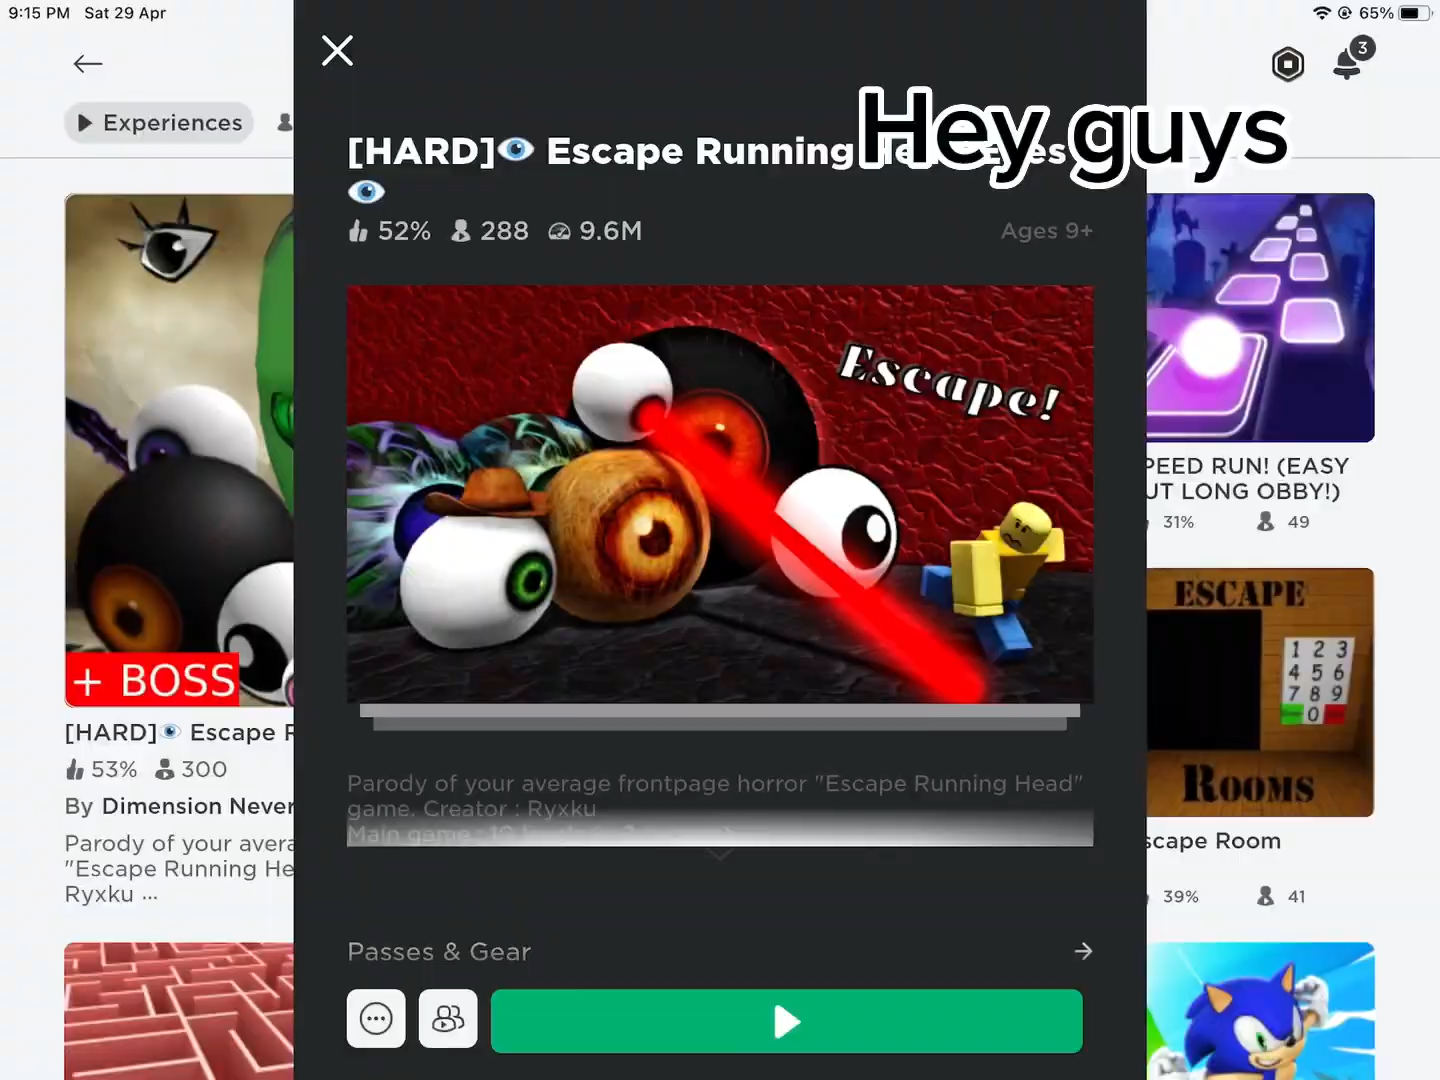 9:15 PM Sat 29 Apr
65%
3
Experiences
Hey guys
[HARD]👁️ Escape Running
👁️
52% 288 9.6M
Ages 9+
Escape!
+ BOSS
[HARD]👁️ Escape
53% 300
By Dimension Never
Parody of your avera
"Escape Running He
Ryxku ...
PEED RUN! (EASY
UT LONG OBBY!)
31% 49
ESCAPE
1 2 3
4 5 6
7 8 9
0
ROOMS
scape Room
39% 41
Parody of your average frontpage horror "Escape Running Head"
game. Creator : Ryxku
Main game
Passes & Gear